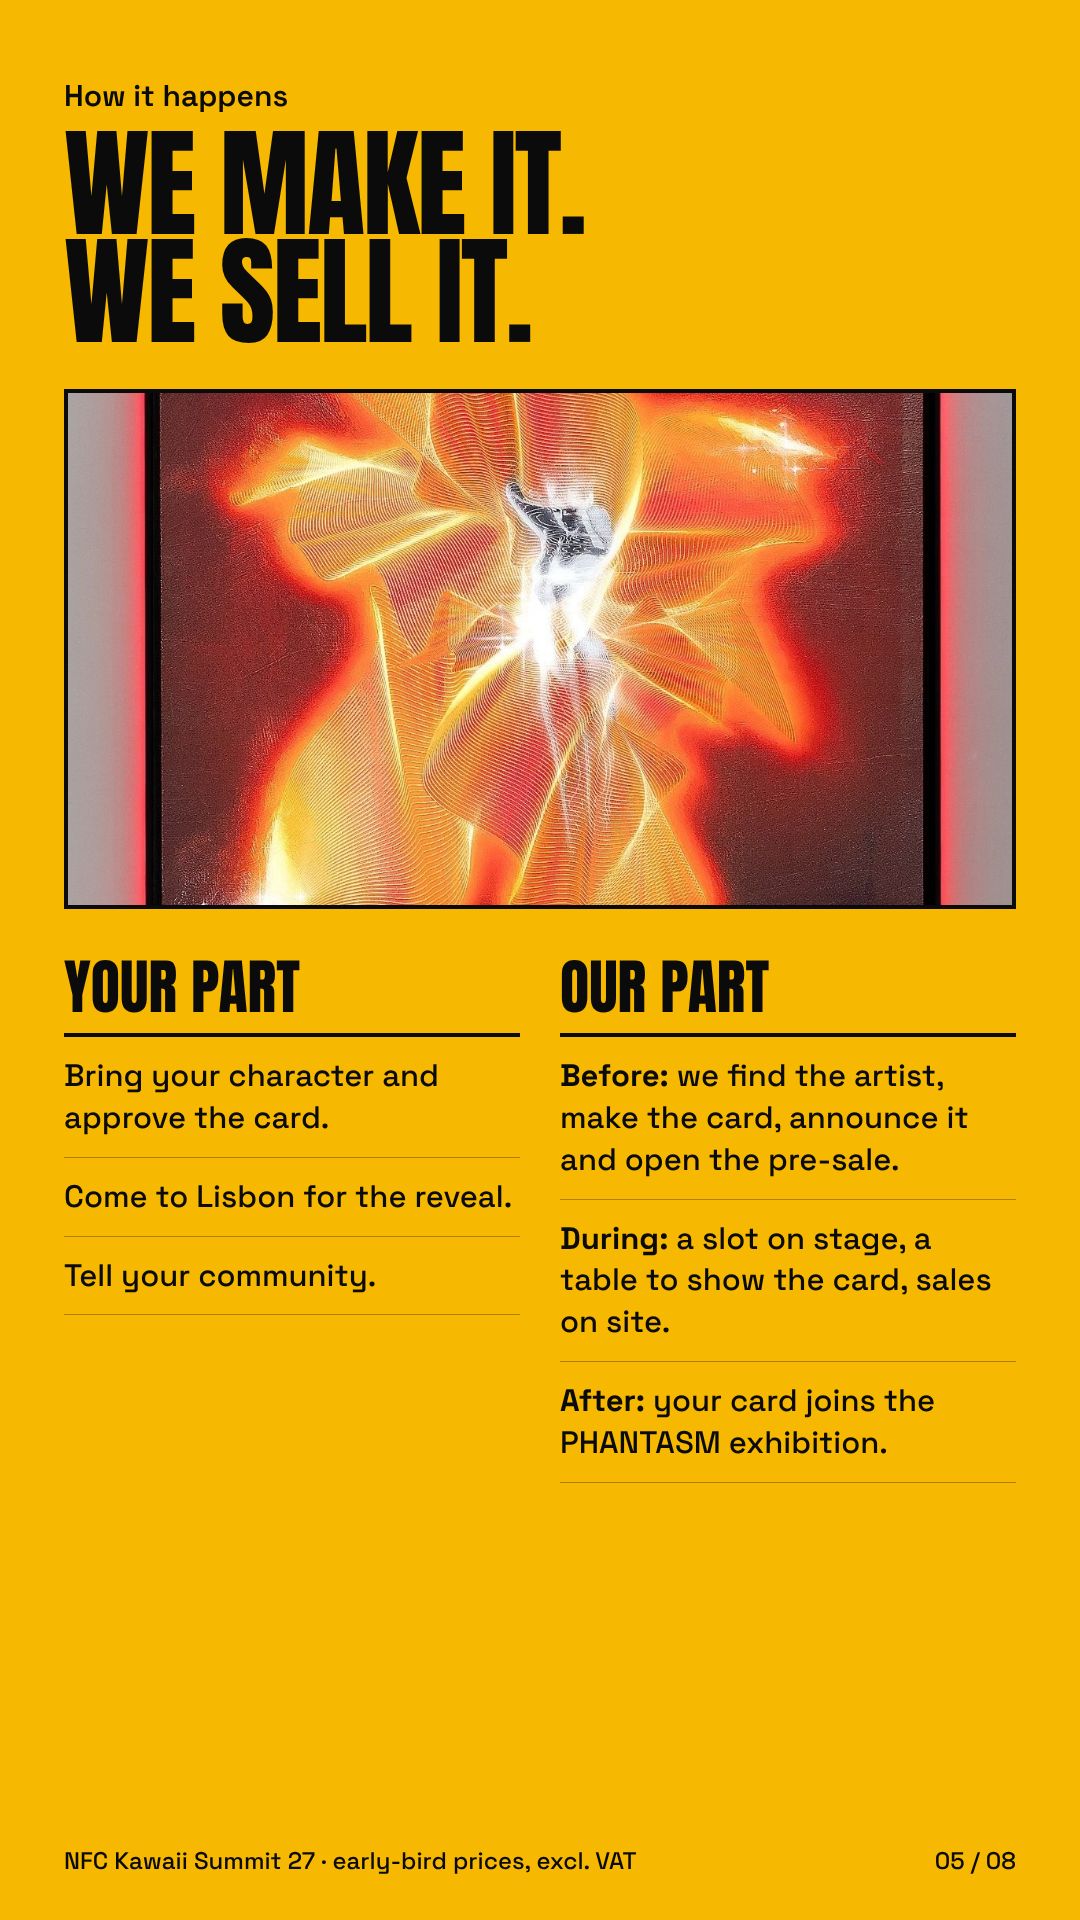 How it happens
WE MAKE IT.
WE SELL IT.
YOUR PART
Bring your character and
approve the card.
Come to Lisbon for the reveal.
Tell your community.
OUR PART
Before: we find the artist,
make the card, announce it
and open the pre-sale.
During: a slot on stage, a
table to show the card, sales
on site.
After: your card joins the
PHANTASM exhibition.
NFC Kawaii Summit 27 · early-bird prices, excl. VAT
05 / 08